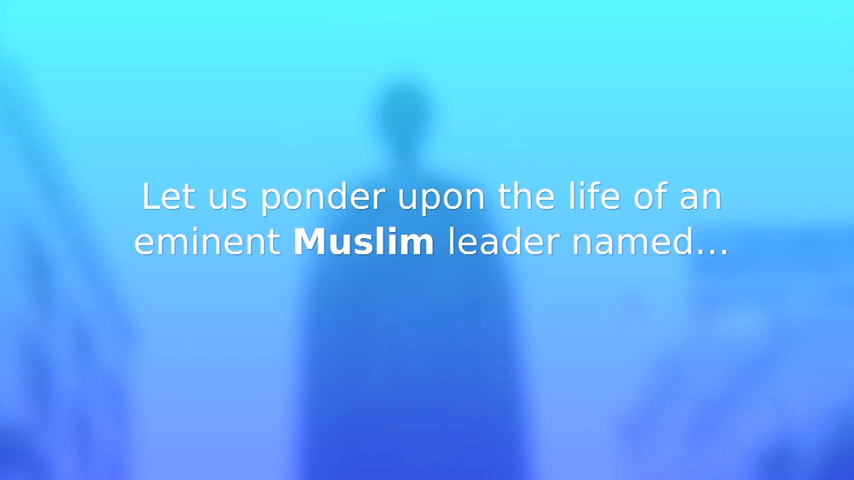 Let us ponder upon the life of an
eminent Muslim leader named...